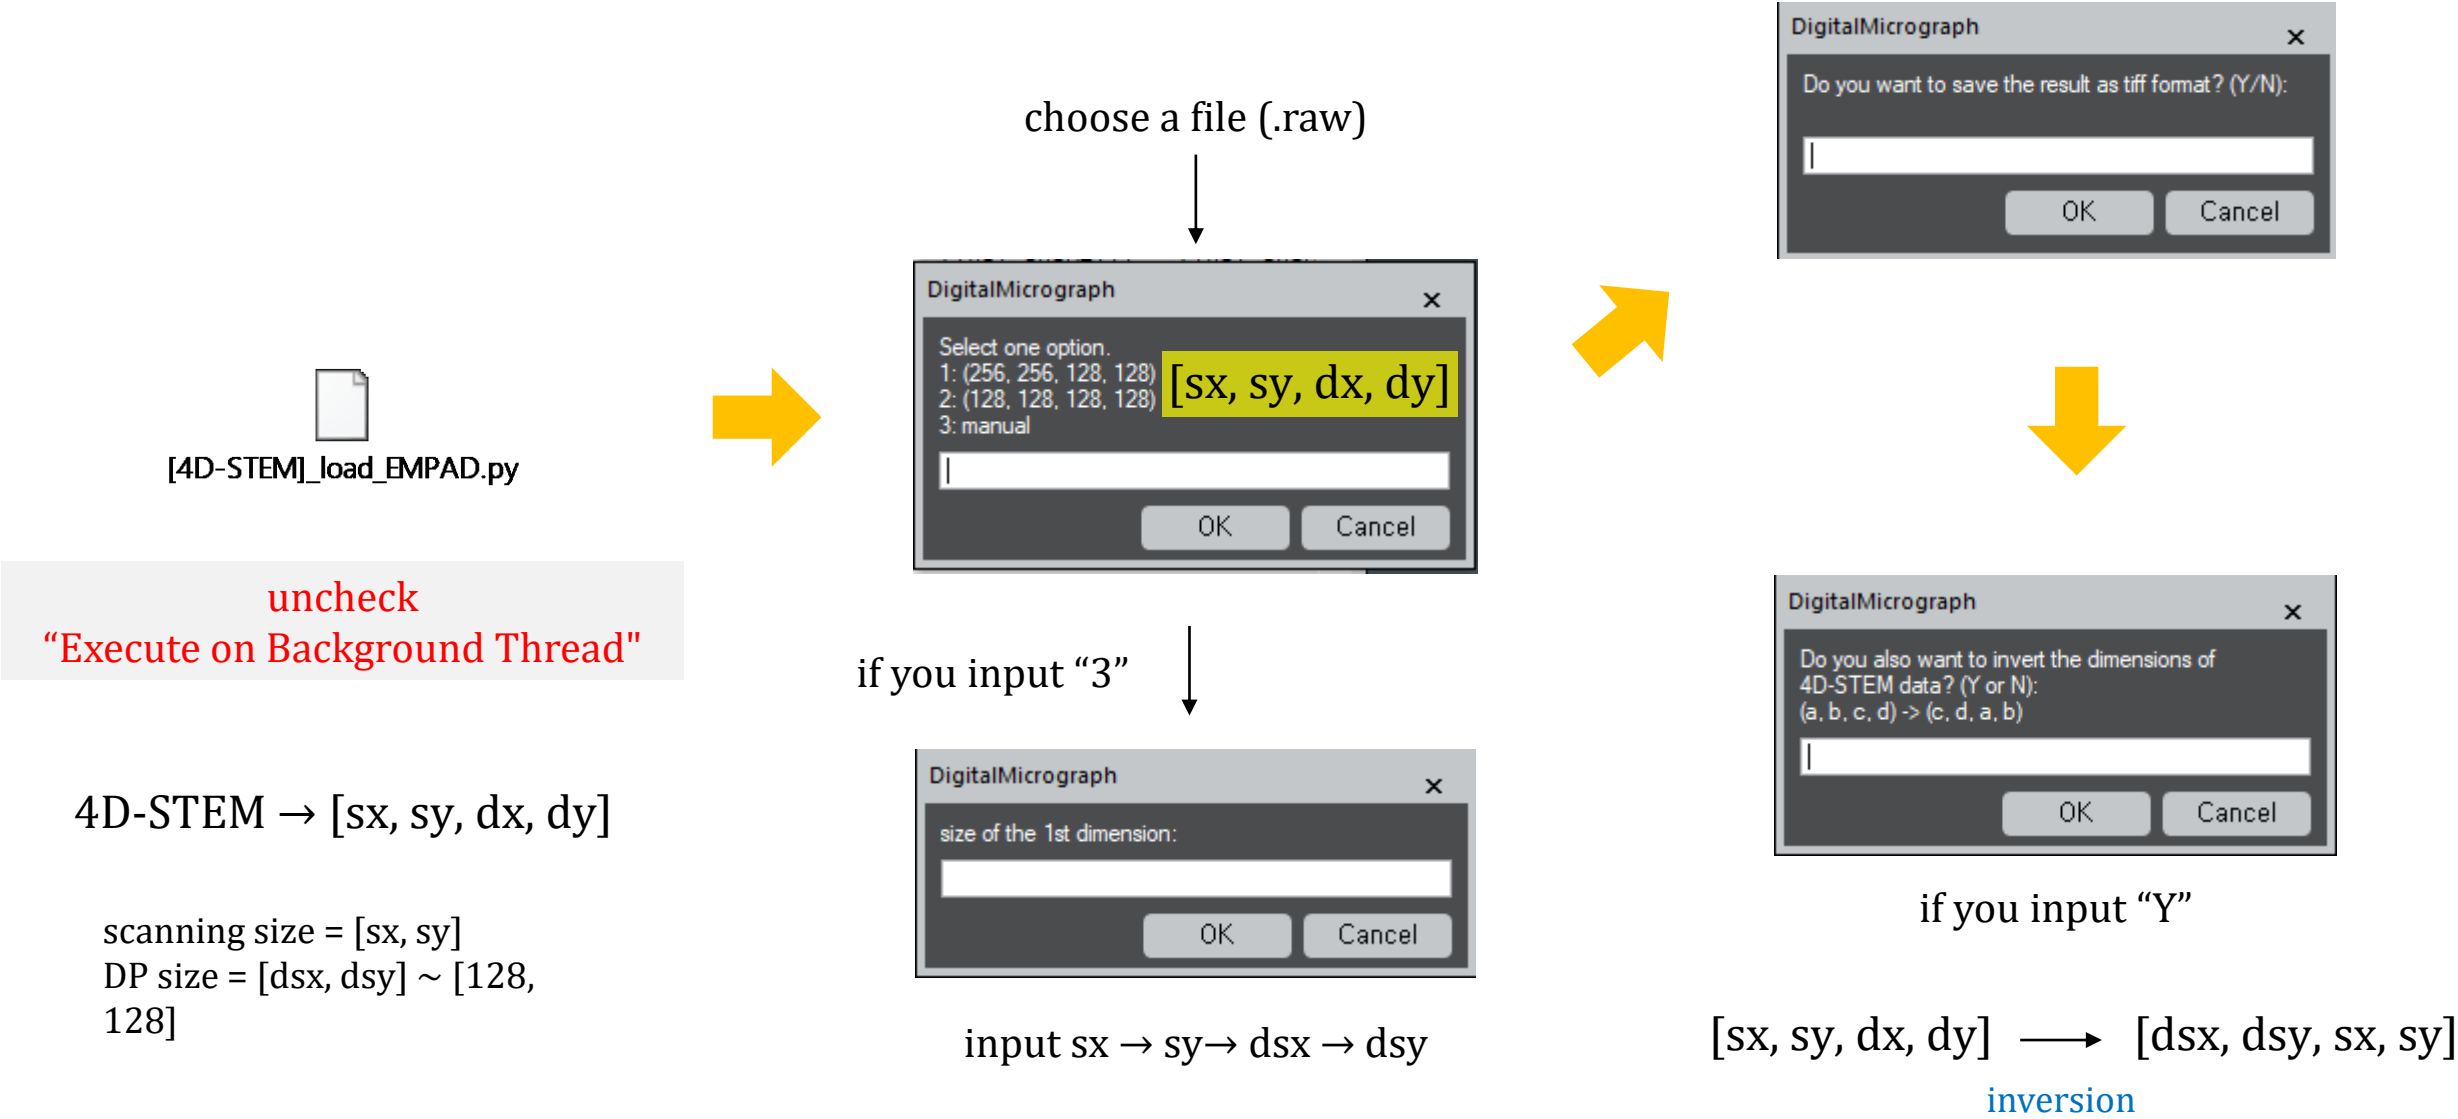 [4D-STEM]_load_EMPAD.py
uncheck
“Execute on Background Thread"
4D-STEM → [sx, sy, dx, dy]
scanning size = [sx, sy]
DP size = [dsx, dsy] ~ [128,
128]
choose a file (.raw)
DigitalMicrograph
Select one option.
1: (256, 256, 128, 128)
2: (128, 128, 128, 128)
3: manual
[sx, sy, dx, dy]
OK
Cancel
if you input “3”
DigitalMicrograph
size of the 1st dimension:
OK
Cancel
input sx → sy→ dsx → dsy
DigitalMicrograph
Do you want to save the result as tiff format? (Y/N):
OK
Cancel
DigitalMicrograph
Do you also want to invert the dimensions of
4D-STEM data? (Y or N):
(a, b, c, d) -> (c, d, a, b)
OK
Cancel
if you input “Y”
[sx, sy, dx, dy] ⟶ [dsx, dsy, sx, sy]
inversion